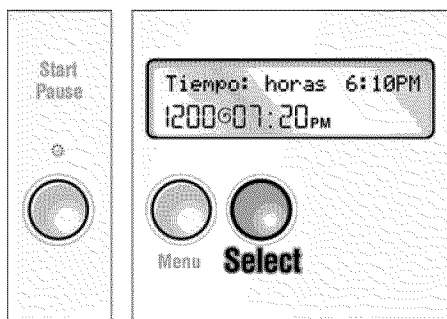 Start
Pause
Tiempo: horas 6:10PM
1200 07:20PM
Menu
Select